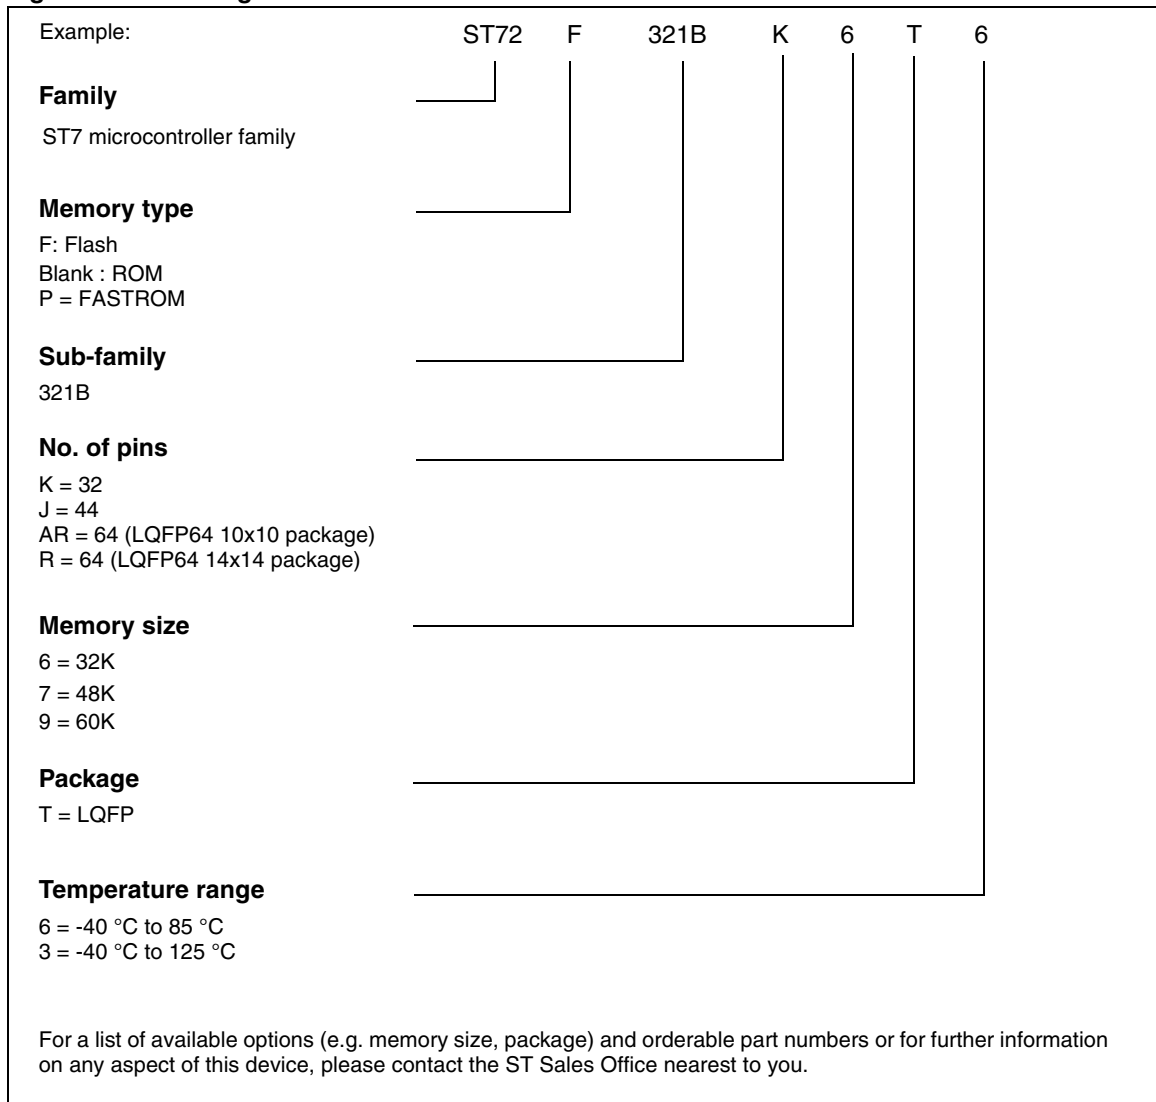 Example: ST72 F 321B K 6 T 6
Family
ST7 microcontroller family
Memory type
F: Flash
Blank : ROM
P = FASTROM
Sub-family
321B
No. of pins
K = 32
J = 44
AR = 64 (LQFP64 10x10 package)
R = 64 (LQFP64 14x14 package)
Memory size
6 = 32K
7 = 48K
9 = 60K
Package
T = LQFP
Temperature range
6 = -40 °C to 85 °C
3 = -40 °C to 125 °C
For a list of available options (e.g. memory size, package) and orderable part numbers or for further information
on any aspect of this device, please contact the ST Sales Office nearest to you.